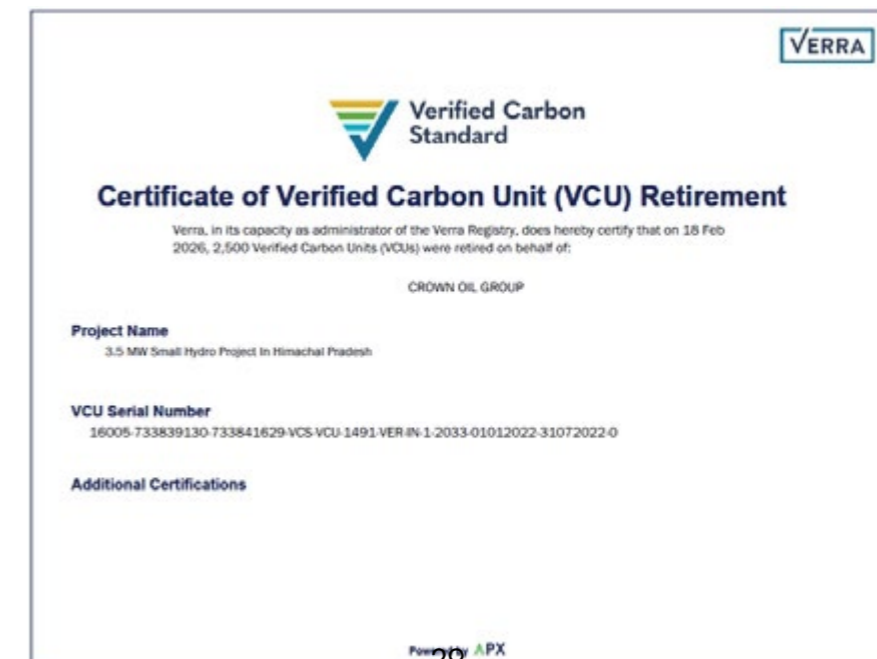 VERRA
Verified Carbon
Standard
Certificate of Verified Carbon Unit (VCU) Retirement
Verra, in its capacity as administrator of the Verra Registry, does hereby certify that on 18 Feb
2026, 2,500 Verified Carbon Units (VCUs) were retired on behalf of:
CROWN OIL GROUP
Project Name
3.5 MW Small Hydro Project In Himachal Pradesh
VCU Serial Number
16005-733839130-733841629-VCS-VCU-1491-VER-IN-1-2033-01012022-31072022-0
Additional Certifications
Powered by APX